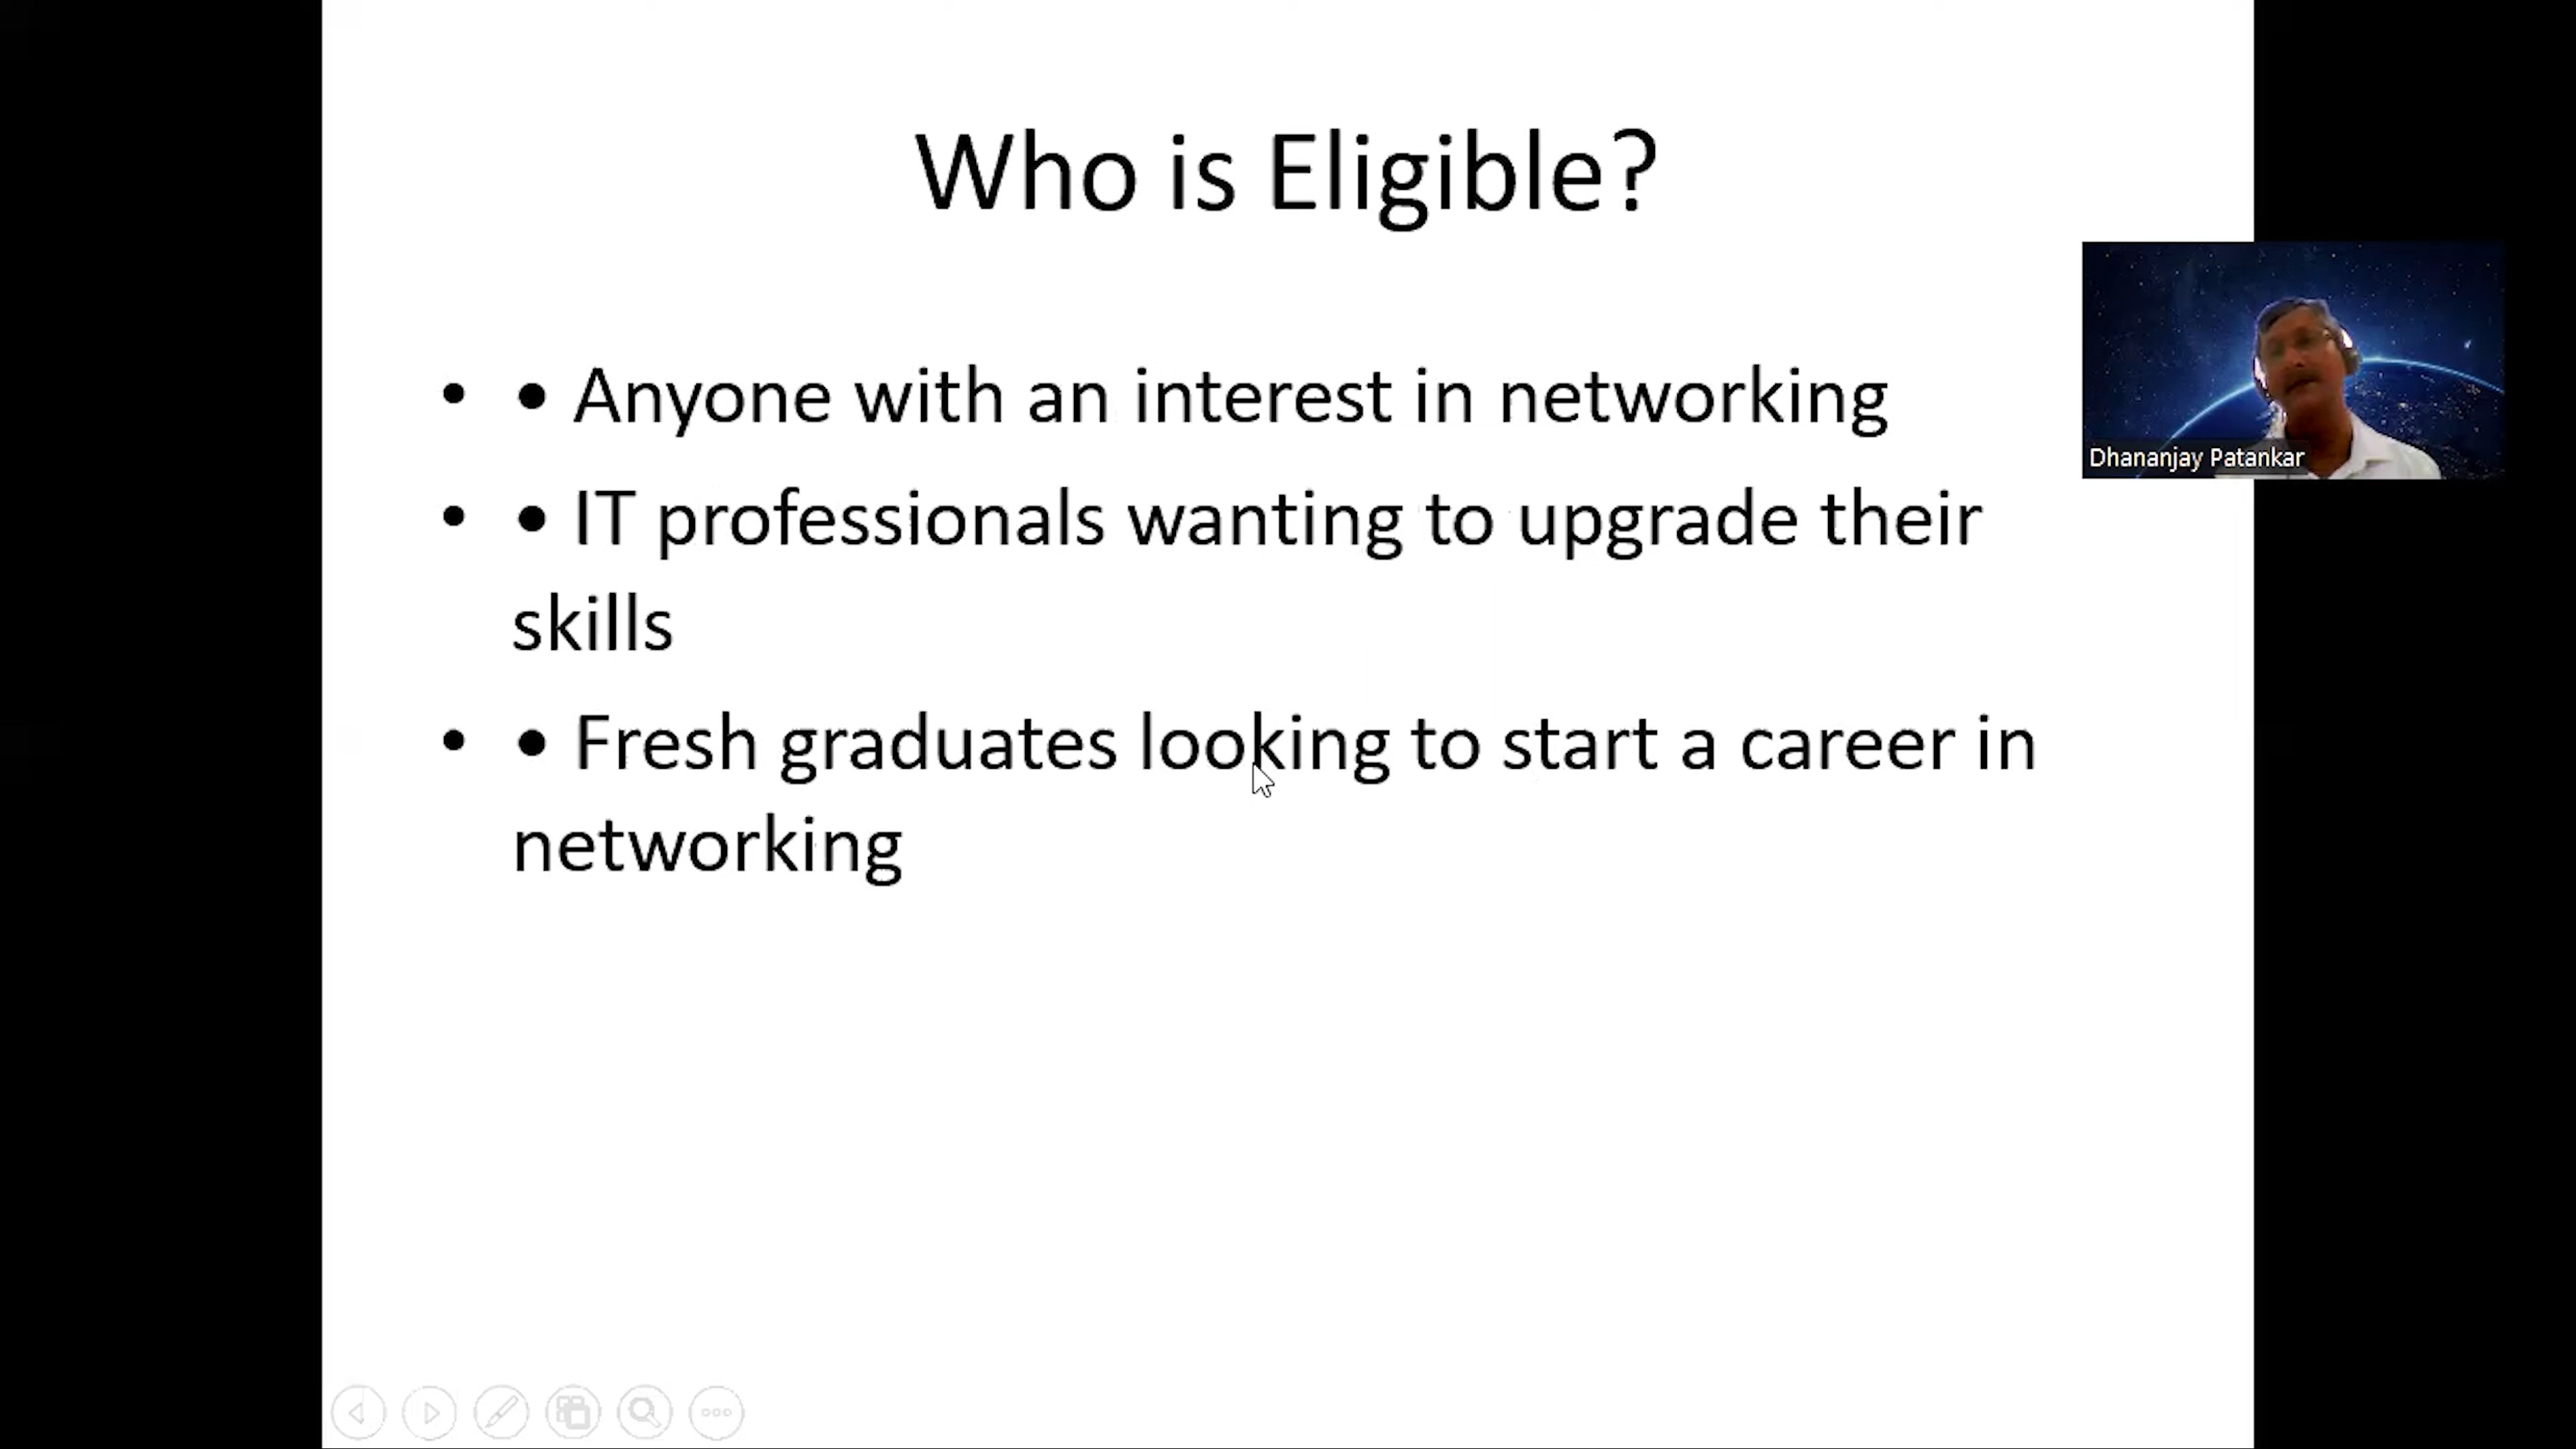 Who is Eligible?
• • Anyone with an interest in networking
• • IT professionals wanting to upgrade their
skills
• • Fresh graduates looking to start a career in
networking
Dhananjay Patankar